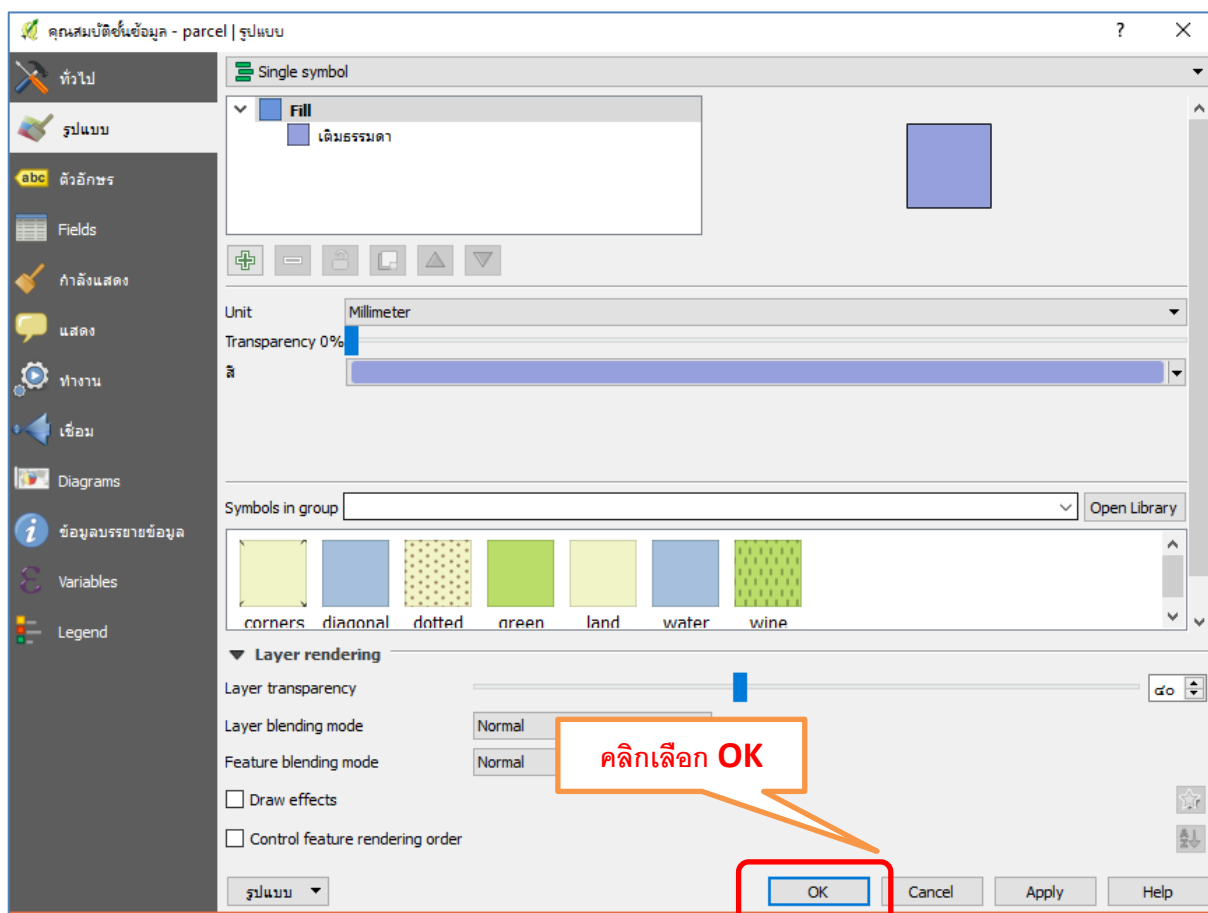 คุณสมบัติชั้นข้อมูล - parcel | รูปแบบ
?
ทั่วไป
รูปแบบ
abc ตัวอักษร
Fields
กำลังแสดง
แสดง
ทำงาน
เชื่อม
Diagrams
ข้อมูลบรรยายข้อมูล
Variables
Legend
Single symbol
Fill
เติมธรรมดา
Unit Millimeter
Transparency 0%
สี
Symbols in group Open Library
corners diagonal dotted green land water wine
Layer rendering
Layer transparency ๔๐
Layer blending mode Normal
Feature blending mode Normal
คลิกเลือก OK
Draw effects
Control feature rendering order
รูปแบบ OK Cancel Apply Help